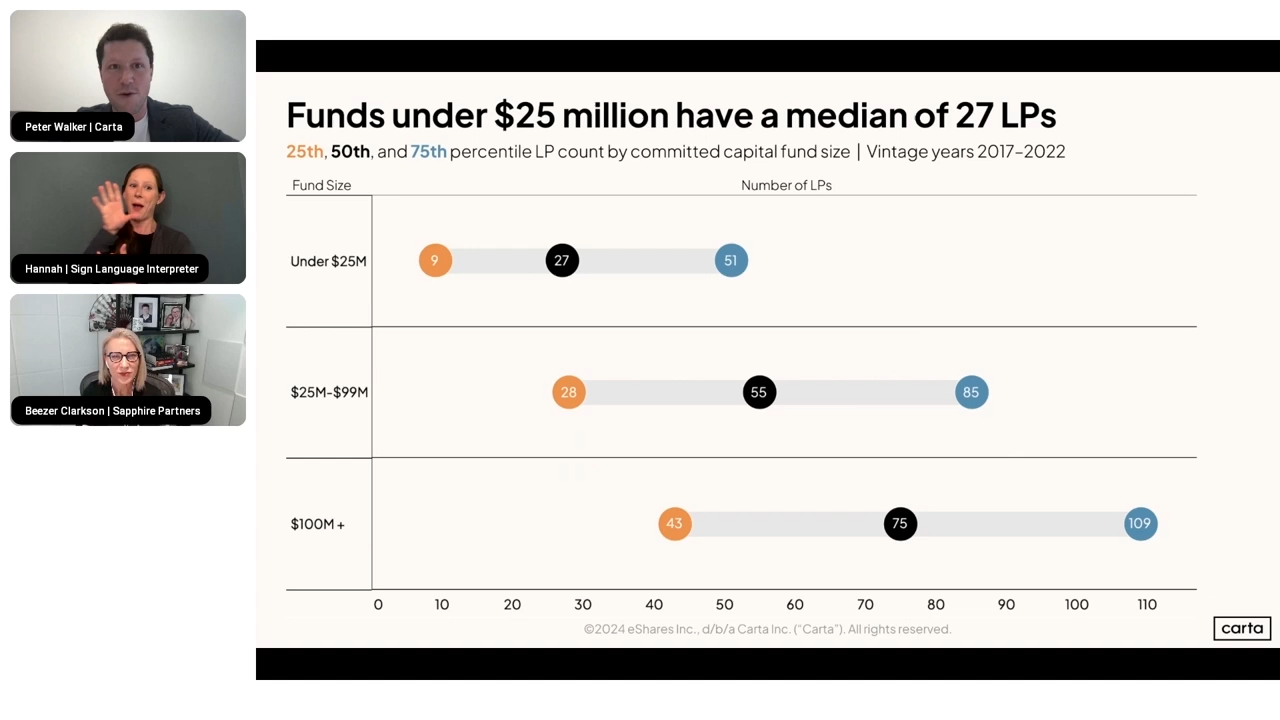 Peter Walker | Carta
Hannah | Sign Language Interpreter
Beezer Clarkson | Sapphire Partners
Funds under $25 million have a median of 27 LPs
25th, 50th, and 75th percentile LP count by committed capital fund size | Vintage years 2017–2022
Fund Size Number of LPs
Under $25M 9 27 51
$25M-$99M 28 55 85
$100M + 43 75 109
0 10 20 30 40 50 60 70 80 90 100 110
©2024 eShares Inc., d/b/a Carta Inc. (“Carta”). All rights reserved.
carta